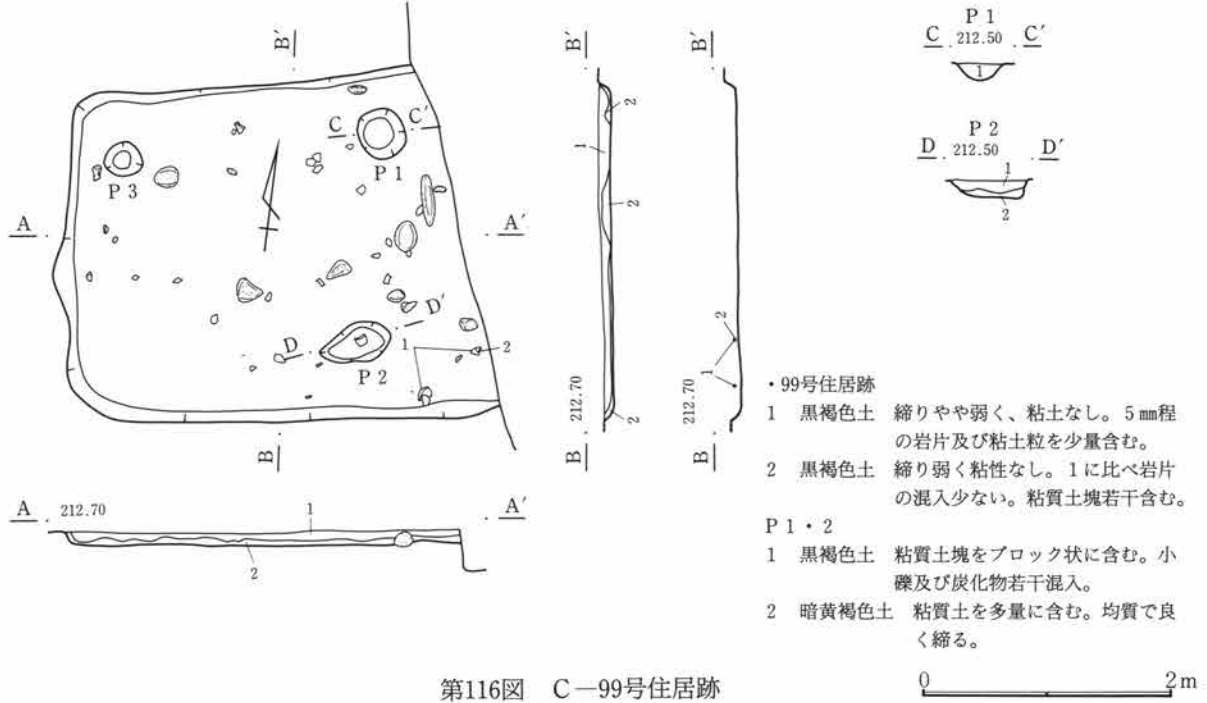 B′
C
C′
P 1
P 3
A
A′
D
D′
P 2
1
2
B
B′
2
1
2
212.70
2
B
B′
2
1
212.70
B
P 1
C 212.50 C′
1
P 2
D 212.50 D′
1
2
A 212.70 A′
1
2
・99号住居跡
1 黒褐色土 締りやや弱く、粘土なし。5㎜程
の岩片及び粘土粒を少量含む。
2 黒褐色土 締り弱く粘性なし。1に比べ岩片
の混入少ない。粘質土塊若干含む。
P 1・2
1 黒褐色土 粘質土塊をブロック状に含む。小
礫及び炭化物若干混入。
2 暗黄褐色土 粘質土を多量に含む。均質で良
く締る。
第116図 C―99号住居跡
0 2m